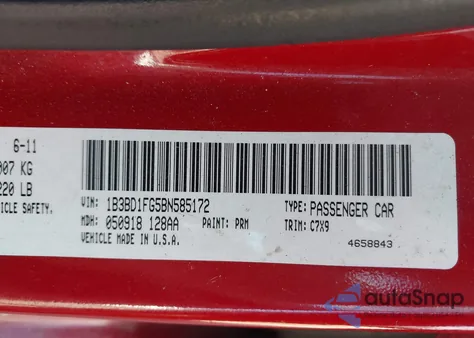 6-11
007 KG
220 LB
ICLE SAFETY.
VIN: 1B3BD1FG5BN585172
TYPE: PASSENGER CAR
MDH: 050918 128AA
PAINT: PRM
TRIM: C7X9
VEHICLE MADE IN U.S.A.
4658843
autoSnap